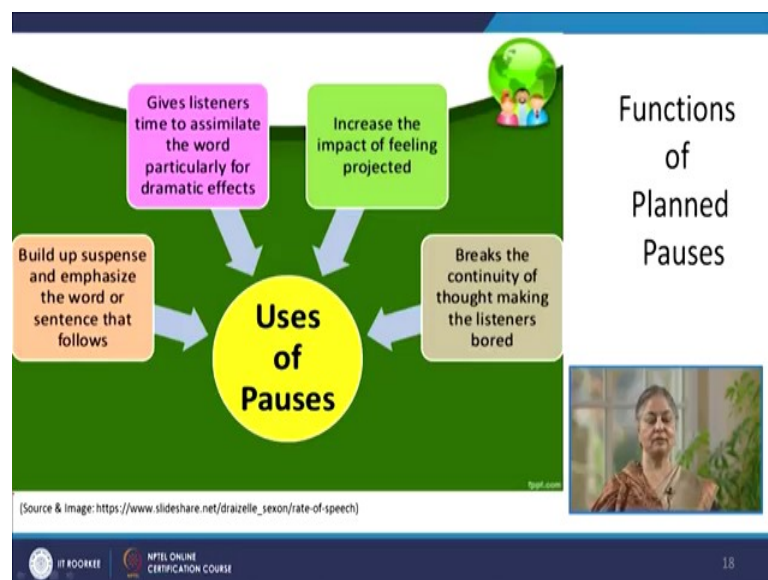 Gives listeners
time to assimilate
the word
particularly for
dramatic effects
Increase the
impact of feeling
projected
Functions
of
Planned
Pauses
Build up suspense
and emphasize
the word or
sentence that
follows
Breaks the
continuity of
thought making
the listeners
bored
Uses
of
Pauses
fppt.com
(Source & Image: https://www.slideshare.net/draizelle_sexon/rate-of-speech)
IIT ROORKEE
NPTEL ONLINE
CERTIFICATION COURSE
18